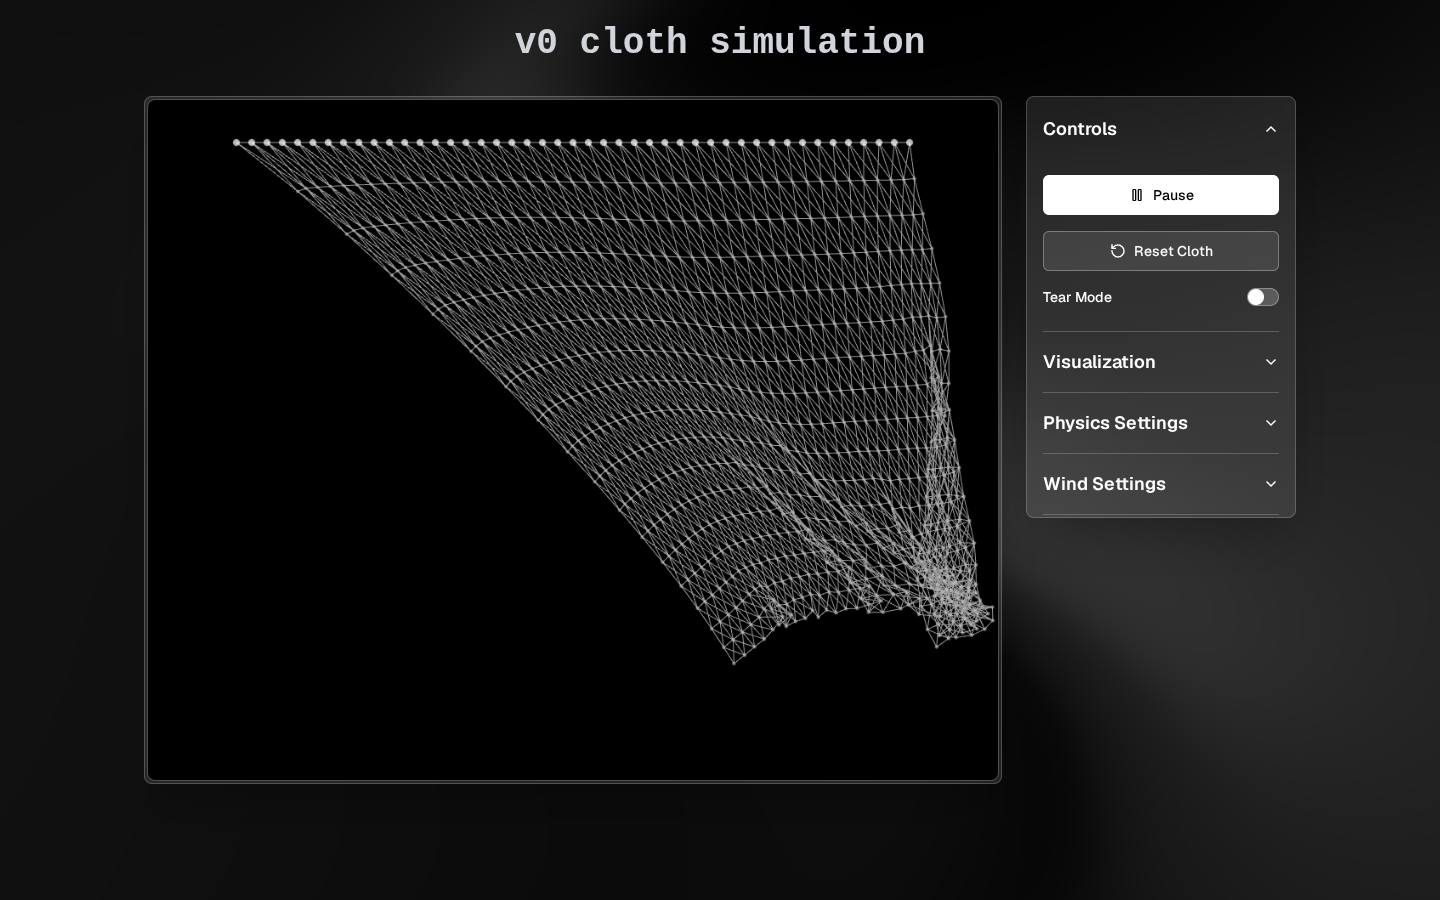 v0 cloth simulation
Controls
Pause
Reset Cloth
Tear Mode
Visualization
Physics Settings
Wind Settings